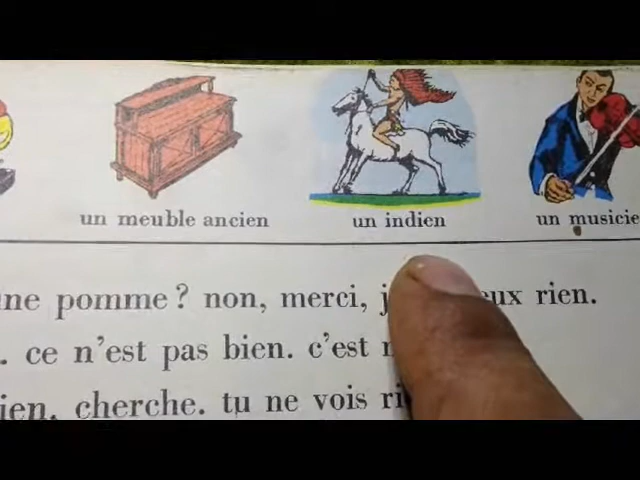 un meuble ancien
un indien
un musicie
ne pomme? non, merci, eux rien.
. ce n'est pas bien. c'est
ien. cherche. tu ne vois